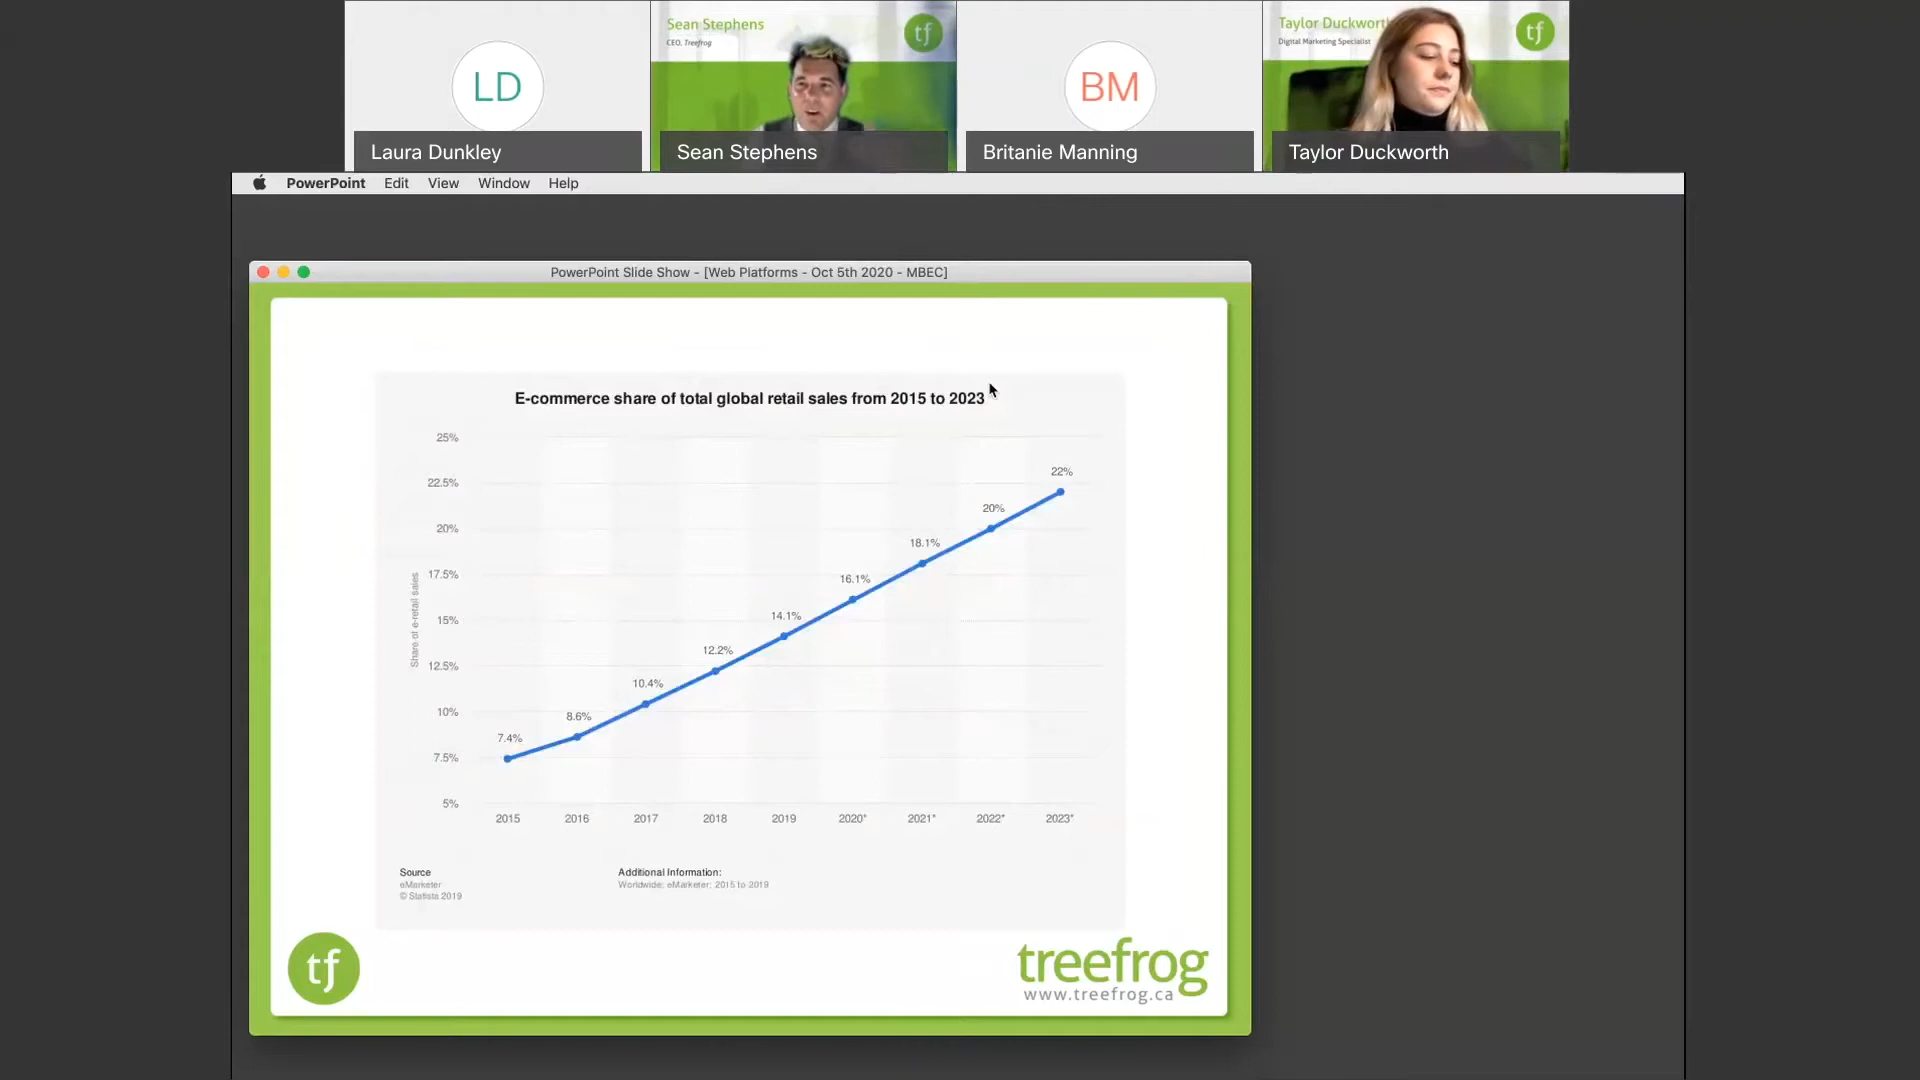 LD
Laura Dunkley
Sean Stephens
CEO, Treefrog
tf
Sean Stephens
BM
Britanie Manning
Taylor Duckworth
Digital Marketing Specialist
tf
Taylor Duckworth
PowerPoint Edit View Window Help
PowerPoint Slide Show - [Web Platforms - Oct 5th 2020 - MBEC]
E-commerce share of total global retail sales from 2015 to 2023
25%
22.5%
20%
17.5%
15%
12.5%
10%
7.5%
5%
Share of e-retail sales
7.4%
8.6%
10.4%
12.2%
14.1%
16.1%
18.1%
20%
22%
2015 2016 2017 2018 2019 2020* 2021* 2022* 2023*
Source
eMarketer
© Statista 2019
Additional Information:
Worldwide; eMarketer; 2015 to 2019
tf
treefrog
www.treefrog.ca